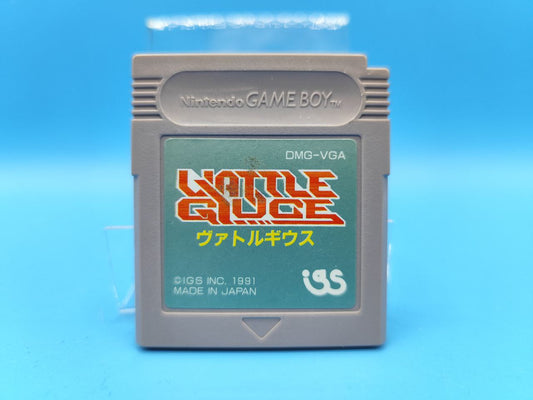 Nintendo GAME BOY™
DMG-VGA
VATTLE
GIUCE
ヴァトルギウス
©IGS INC. 1991
MADE IN JAPAN
igs